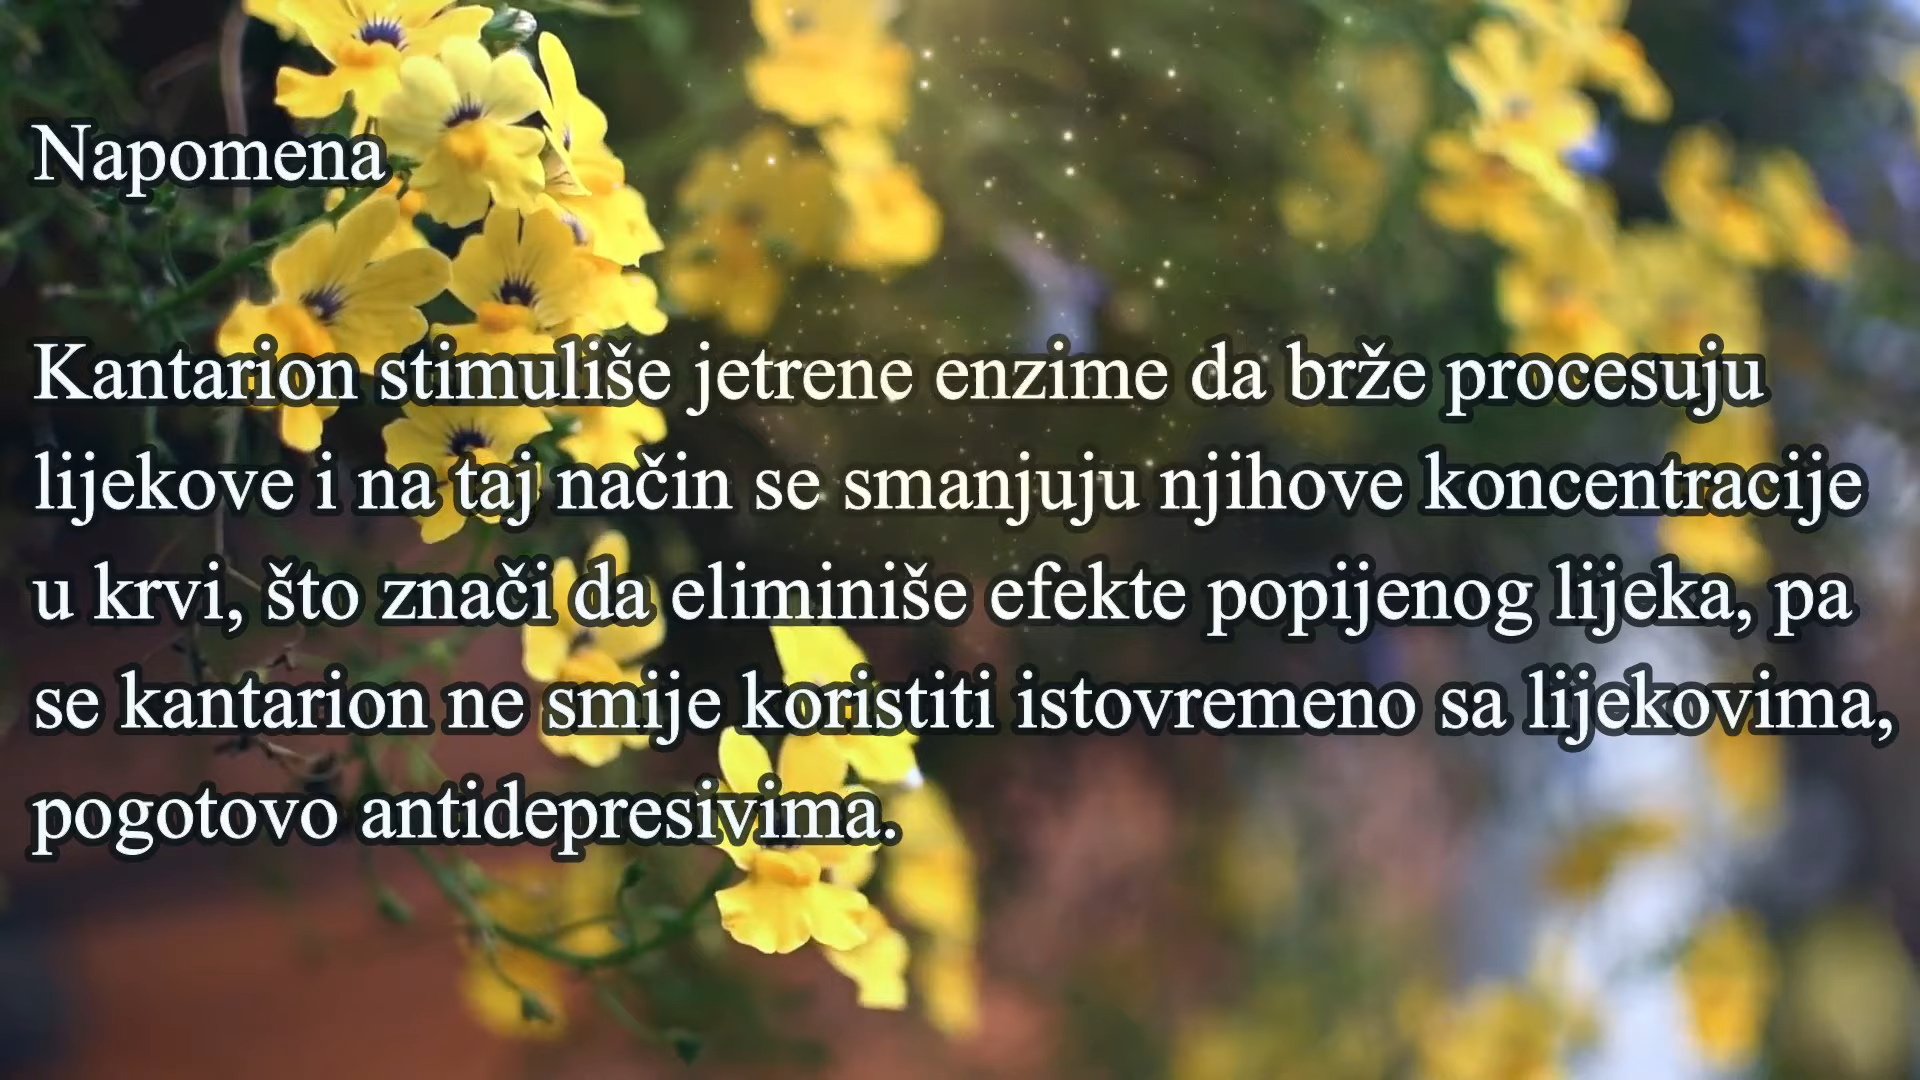 Napomena
Kantarion stimuliše jetrene enzime da brže procesuju
lijekove i na taj način se smanjuju njihove koncentracije
u krvi, što znači da eliminiše efekte popijenog lijeka, pa
se kantarion ne smije koristiti istovremeno sa lijekovima,
pogotovo antidepresivima.